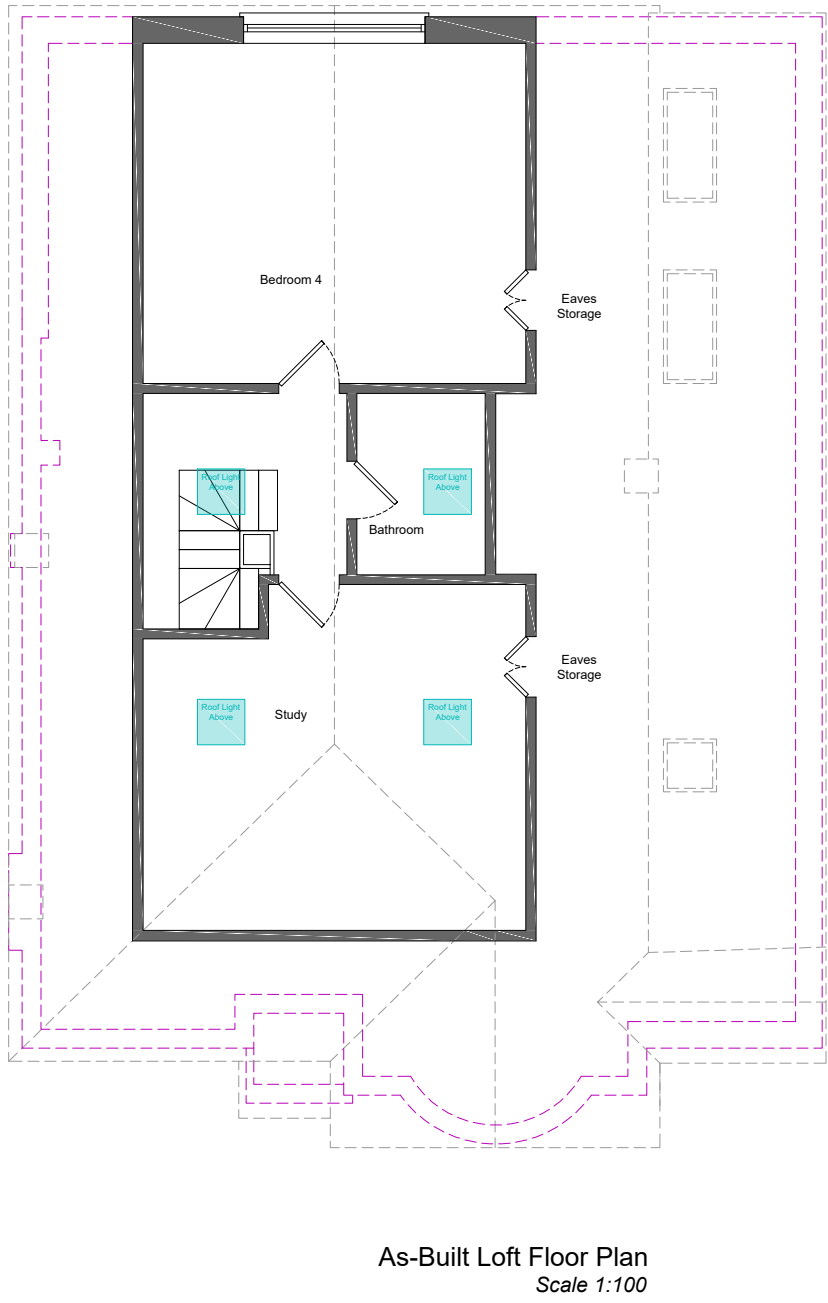 Bedroom 4
Eaves
Storage
Roof Light
Above
Roof Light
Above
Bathroom
Eaves
Storage
Roof Light
Above
Study
Roof Light
Above
As-Built Loft Floor Plan
Scale 1:100